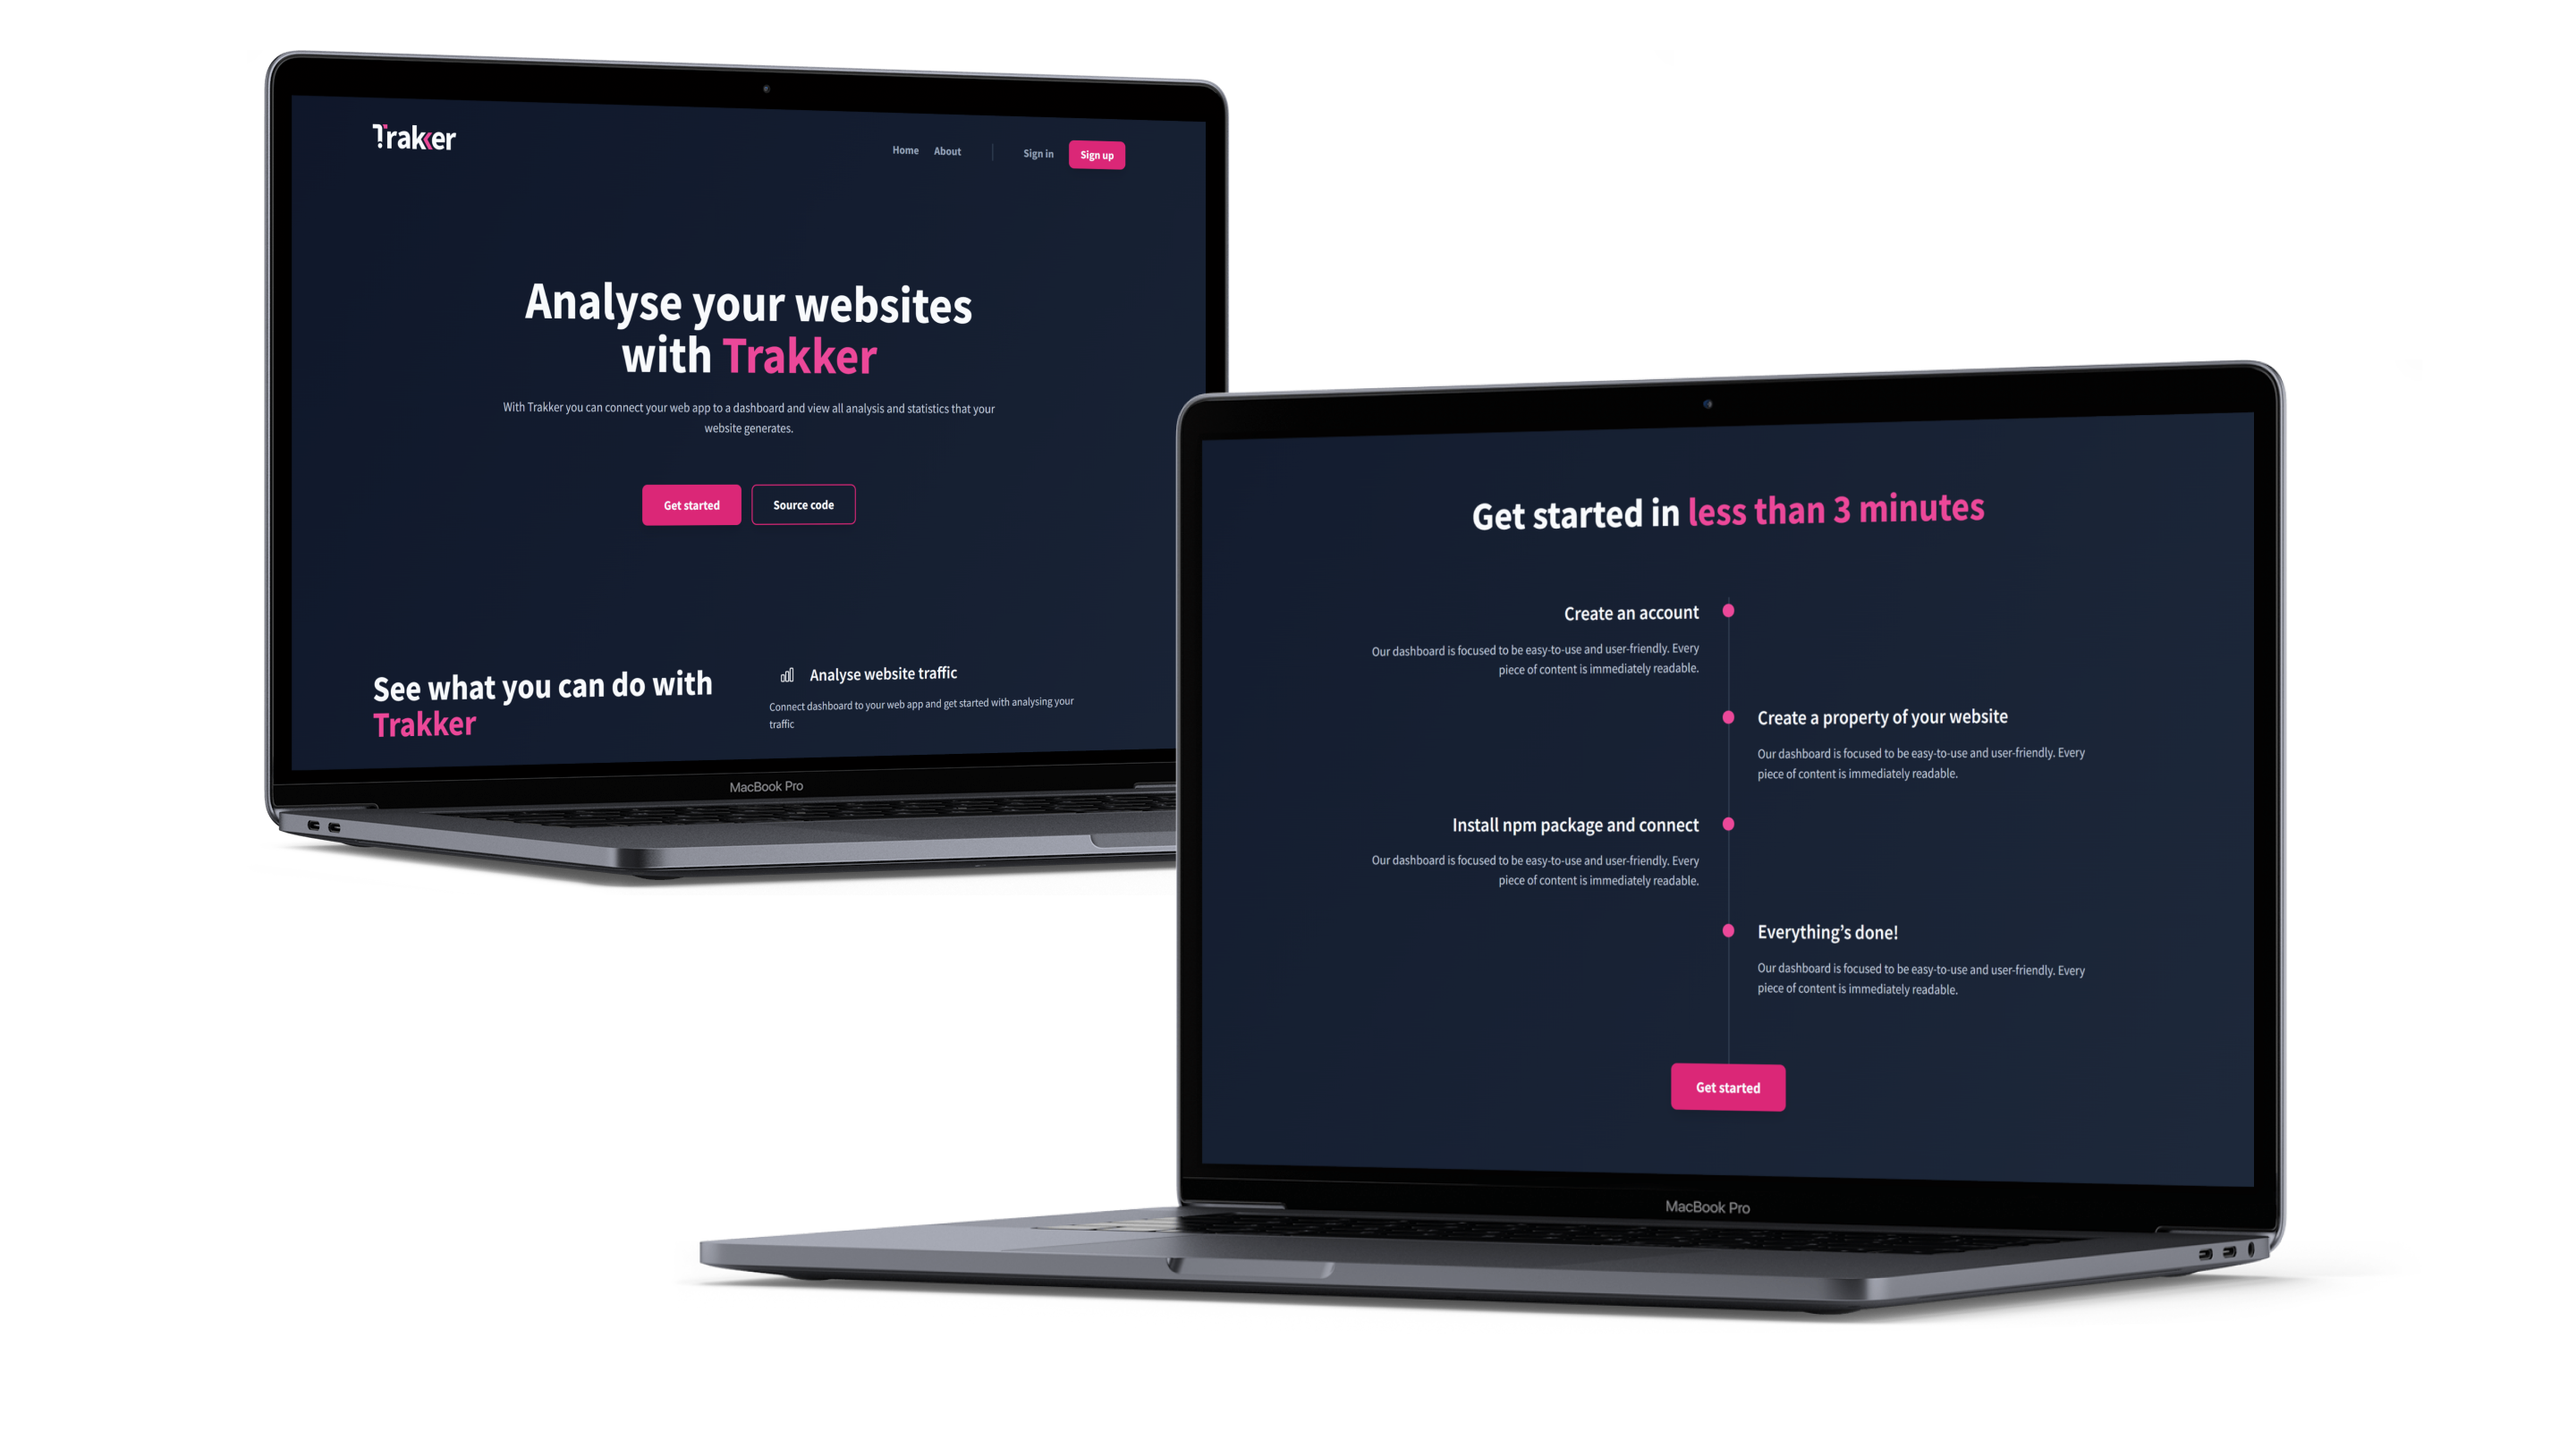 Trakker
Home About Sign in Sign up
Analyse your websites
with Trakker
With Trakker you can connect your web app to a dashboard and view all analysis and statistics that your
website generates.
Get started Source code
See what you can do with
Trakker
Analyse website traffic
Connect dashboard to your web app and get started with analysing your
traffic
MacBook Pro
Get started in less than 3 minutes
Create an account
Our dashboard is focused to be easy-to-use and user-friendly. Every
piece of content is immediately readable.
Create a property of your website
Our dashboard is focused to be easy-to-use and user-friendly. Every
piece of content is immediately readable.
Install npm package and connect
Our dashboard is focused to be easy-to-use and user-friendly. Every
piece of content is immediately readable.
Everything’s done!
Our dashboard is focused to be easy-to-use and user-friendly. Every
piece of content is immediately readable.
Get started
MacBook Pro